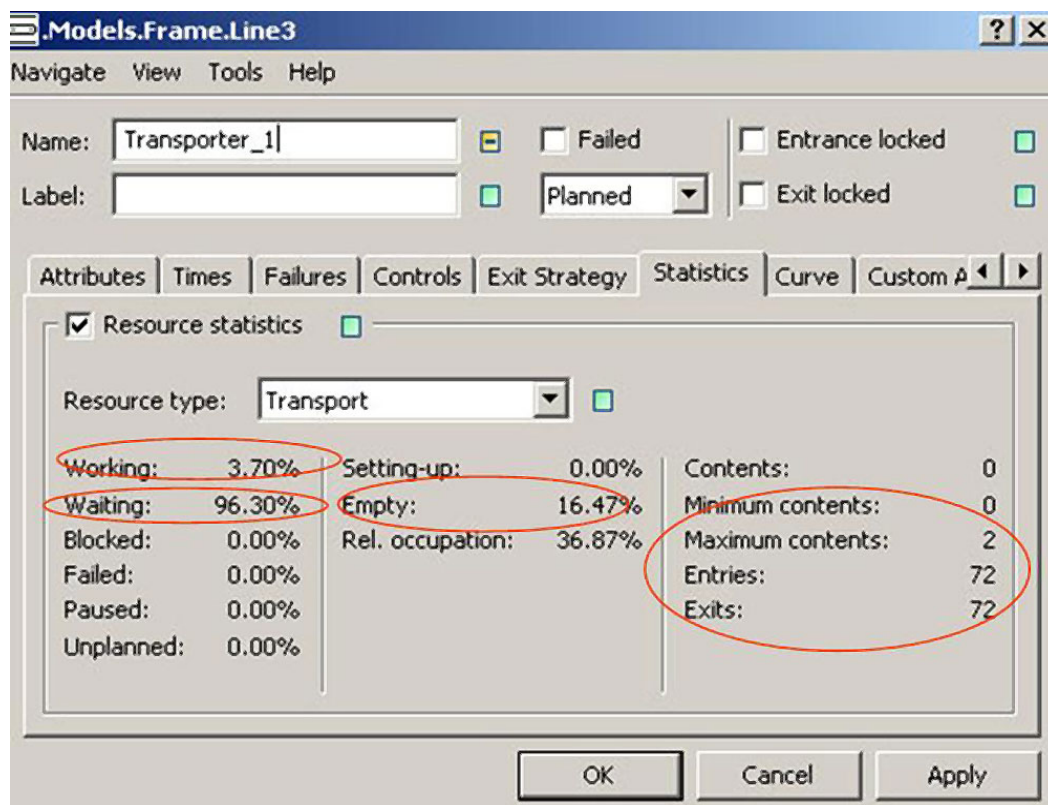 .Models.Frame.Line3
Navigate View Tools Help
Name: Transporter_1 Failed Entrance locked
Label: Planned Exit locked
Attributes Times Failures Controls Exit Strategy Statistics Curve Custom A
Resource statistics
Resource type: Transport
Working: 3.70% Setting-up: 0.00% Contents: 0
Waiting: 96.30% Empty: 16.47% Minimum contents: 0
Blocked: 0.00% Rel. occupation: 36.87% Maximum contents: 2
Failed: 0.00% Entries: 72
Paused: 0.00% Exits: 72
Unplanned: 0.00%
OK Cancel Apply